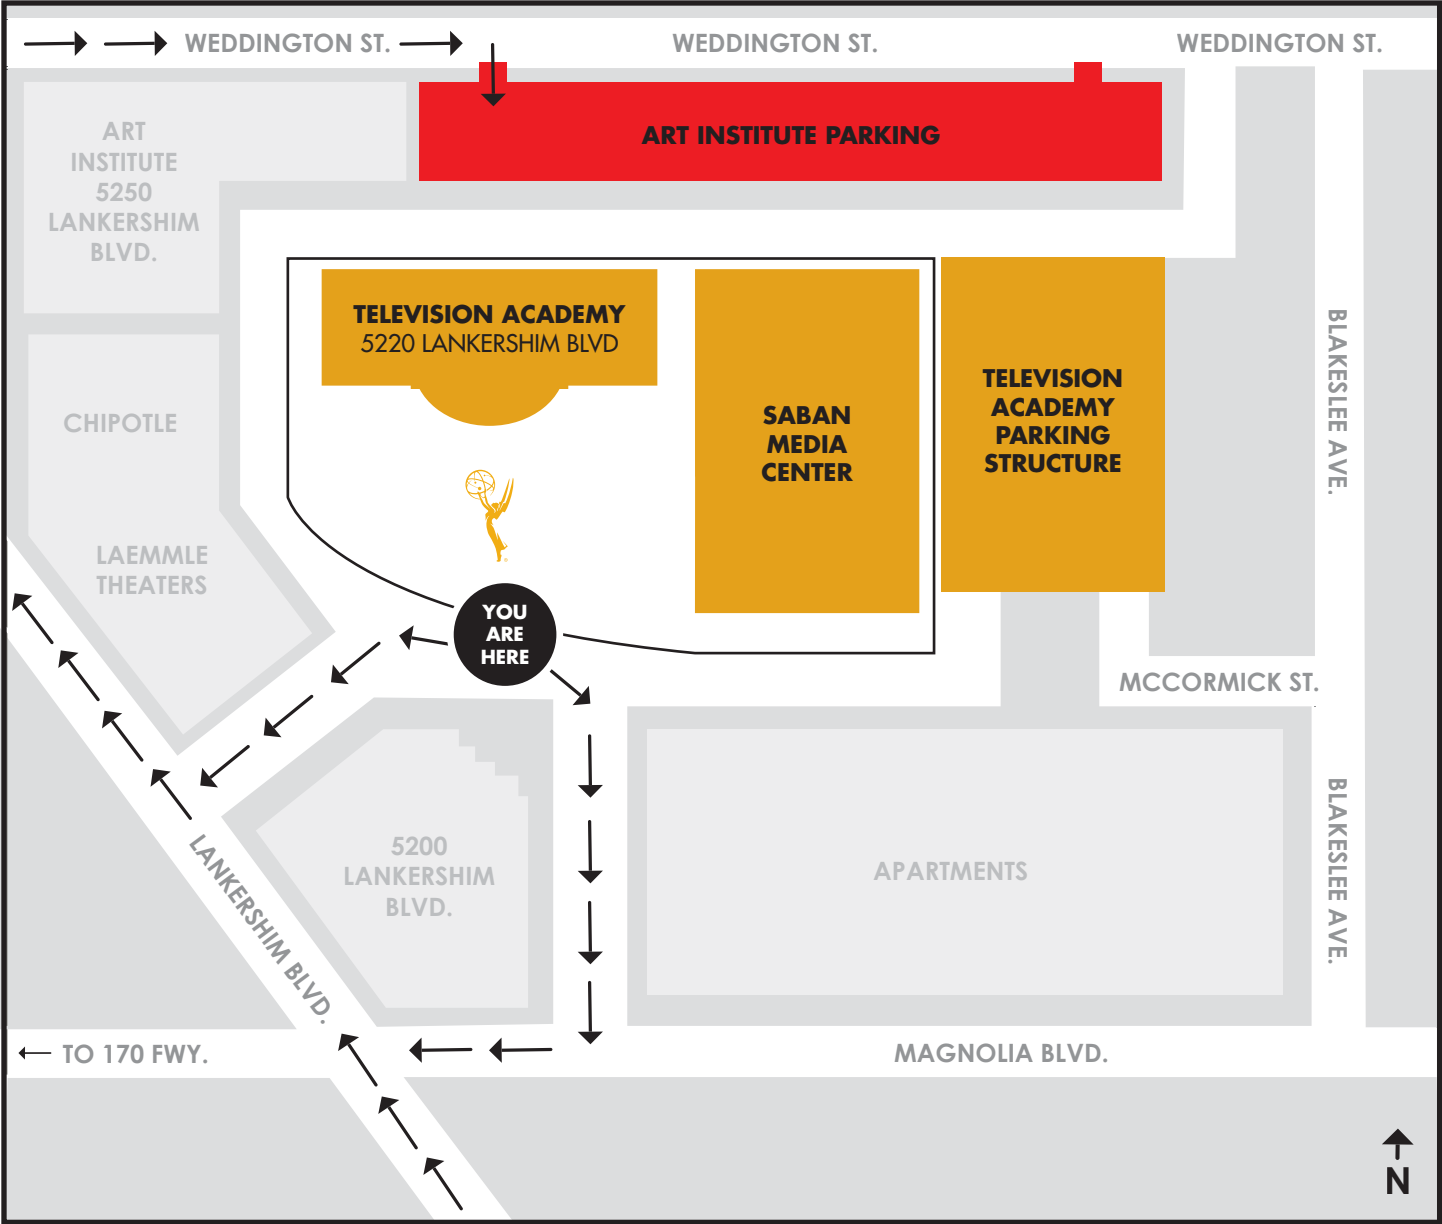 WEDDINGTON ST.
WEDDINGTON ST.
WEDDINGTON ST.
ART
INSTITUTE
5250
LANKERSHIM
BLVD.
ART INSTITUTE PARKING
TELEVISION ACADEMY
5220 LANKERSHIM BLVD
SABAN
MEDIA
CENTER
TELEVISION
ACADEMY
PARKING
STRUCTURE
BLAKESLEE AVE.
CHIPOTLE
LAEMMLE
THEATERS
YOU
ARE
HERE
MCCORMICK ST.
5200
LANKERSHIM
BLVD.
APARTMENTS
BLAKESLEE AVE.
LANKERSHIM BLVD.
TO 170 FWY.
MAGNOLIA BLVD.
N